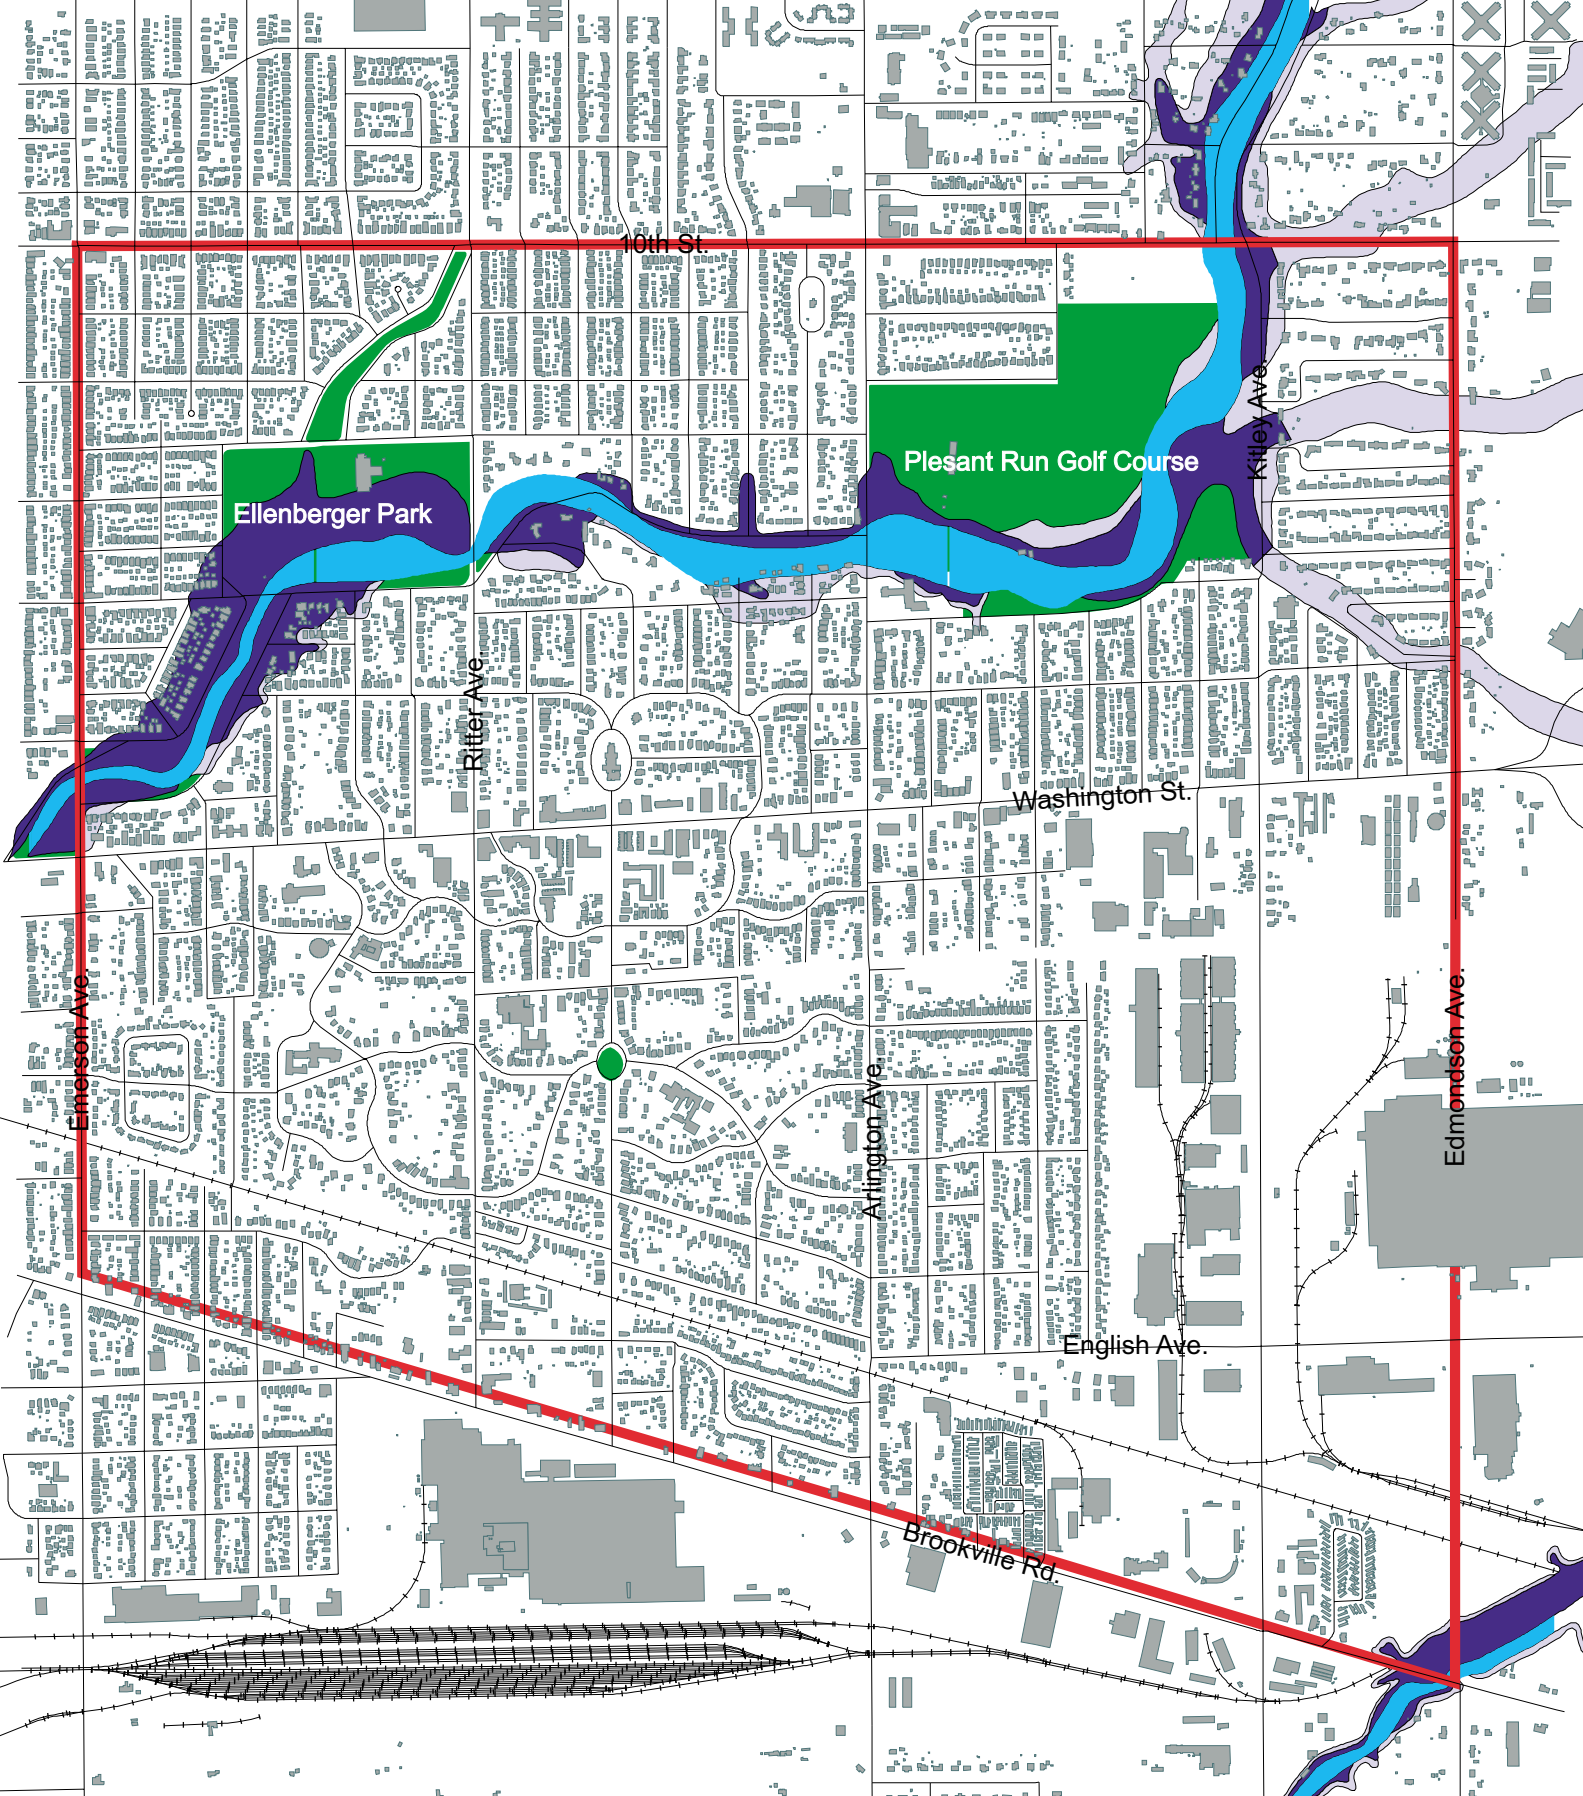 10th St.
Plesant Run Golf Course
Kitley Ave.
Ellenberger Park
Ritter Ave.
Washington St.
Emerson Ave.
Edmondson Ave.
Arlington Ave.
English Ave.
Brookville Rd.